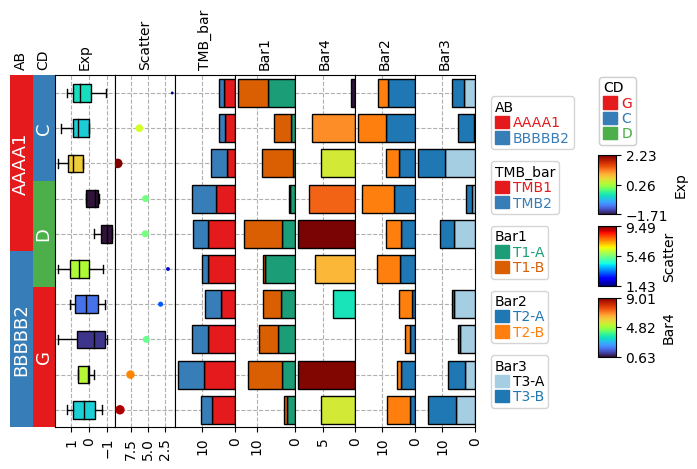 AB
CD
Exp
Scatter
TMB_bar
Bar1
Bar4
Bar2
Bar3
AAAA1
BBBBB2
C
D
G
1 0 −1
7.5 5.0 2.5
10 0
10 0
5 0
10 0
10 0
AB
AAAA1
BBBBB2
TMB_bar
TMB1
TMB2
Bar1
T1-A
T1-B
Bar2
T2-A
T2-B
Bar3
T3-A
T3-B
CD
G
C
D
2.23
0.26
−1.71
Exp
9.49
5.46
1.43
Scatter
9.01
4.82
0.63
Bar4